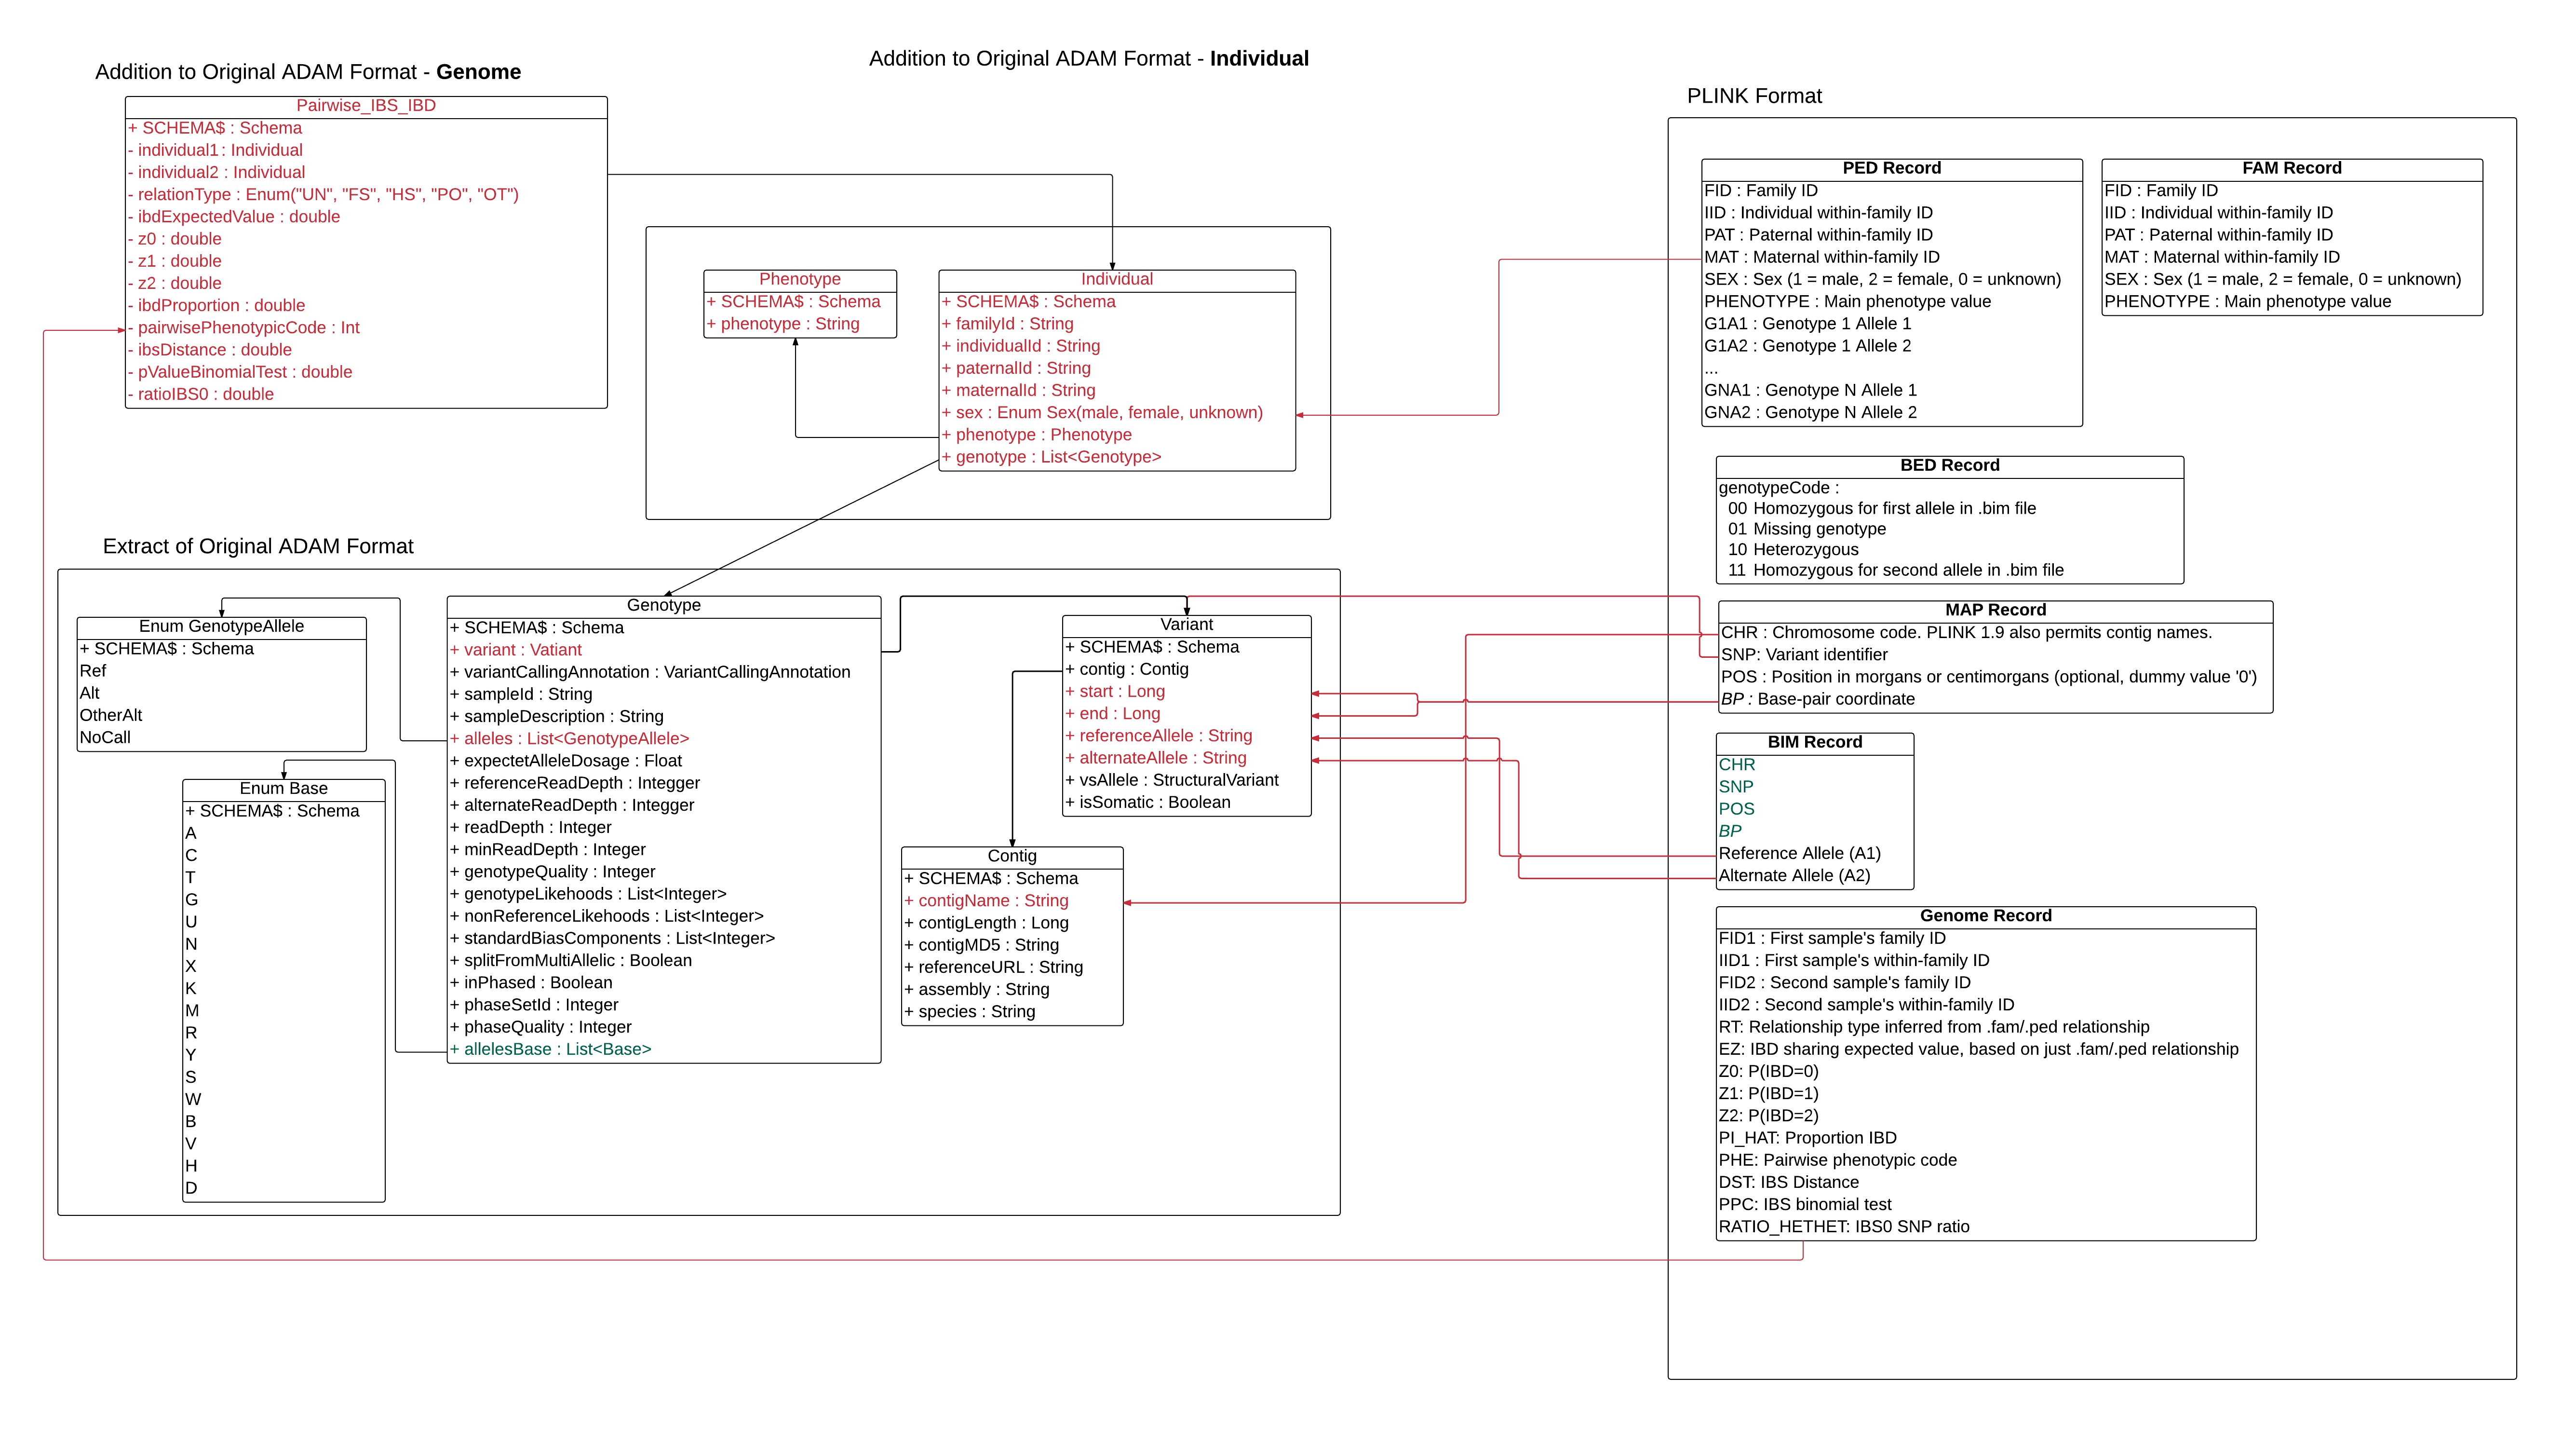 Addition to Original ADAM Format - Genome
Pairwise_IBS_IBD
+ SCHEMA$ : Schema
- individual1 : Individual
- individual2 : Individual
- relationType : Enum("UN", "FS", "HS", "PO", "OT")
- ibdExpectedValue : double
- z0 : double
- z1 : double
- z2 : double
- ibdProportion : double
- pairwisePhenotypicCode : Int
- ibsDistance : double
- pValueBinomialTest : double
- ratioIBS0 : double
Addition to Original ADAM Format - Individual
Phenotype
+ SCHEMA$ : Schema
+ phenotype : String
Individual
+ SCHEMA$ : Schema
+ familyId : String
+ individualId : String
+ paternalId : String
+ maternalId : String
+ sex : Enum Sex(male, female, unknown)
+ phenotype : Phenotype
+ genotype : List<Genotype>
Extract of Original ADAM Format
Enum GenotypeAllele
+ SCHEMA$ : Schema
Ref
Alt
OtherAlt
NoCall
Enum Base
+ SCHEMA$ : Schema
A
C
T
G
U
N
X
K
M
R
Y
S
W
B
V
H
D
Genotype
+ SCHEMA$ : Schema
+ variant : Vatiant
+ variantCallingAnnotation : VariantCallingAnnotation
+ sampleId : String
+ sampleDescription : String
+ alleles : List<GenotypeAllele>
+ expectetAlleleDosage : Float
+ referenceReadDepth : Integger
+ alternateReadDepth : Integger
+ readDepth : Integer
+ minReadDepth : Integer
+ genotypeQuality : Integer
+ genotypeLikehoods : List<Integer>
+ nonReferenceLikehoods : List<Integer>
+ standardBiasComponents : List<Integer>
+ splitFromMultiAllelic : Boolean
+ inPhased : Boolean
+ phaseSetId : Integer
+ phaseQuality : Integer
+ allelesBase : List<Base>
Variant
+ SCHEMA$ : Schema
+ contig : Contig
+ start : Long
+ end : Long
+ referenceAllele : String
+ alternateAllele : String
+ vsAllele : StructuralVariant
+ isSomatic : Boolean
Contig
+ SCHEMA$ : Schema
+ contigName : String
+ contigLength : Long
+ contigMD5 : String
+ referenceURL : String
+ assembly : String
+ species : String
PLINK Format
PED Record
FID : Family ID
IID : Individual within-family ID
PAT : Paternal within-family ID
MAT : Maternal within-family ID
SEX : Sex (1 = male, 2 = female, 0 = unknown)
PHENOTYPE : Main phenotype value
G1A1 : Genotype 1 Allele 1
G1A2 : Genotype 1 Allele 2
...
GNA1 : Genotype N Allele 1
GNA2 : Genotype N Allele 2
FAM Record
FID : Family ID
IID : Individual within-family ID
PAT : Paternal within-family ID
MAT : Maternal within-family ID
SEX : Sex (1 = male, 2 = female, 0 = unknown)
PHENOTYPE : Main phenotype value
BED Record
genotypeCode :
00 Homozygous for first allele in .bim file
01 Missing genotype
10 Heterozygous
11 Homozygous for second allele in .bim file
MAP Record
CHR : Chromosome code. PLINK 1.9 also permits contig names.
SNP: Variant identifier
POS : Position in morgans or centimorgans (optional, dummy value '0')
BP : Base-pair coordinate
BIM Record
CHR
SNP
POS
BP
Reference Allele (A1)
Alternate Allele (A2)
Genome Record
FID1 : First sample's family ID
IID1 : First sample's within-family ID
FID2 : Second sample's family ID
IID2 : Second sample's within-family ID
RT: Relationship type inferred from .fam/.ped relationship
EZ: IBD sharing expected value, based on just .fam/.ped relationship
Z0: P(IBD=0)
Z1: P(IBD=1)
Z2: P(IBD=2)
PI_HAT: Proportion IBD
PHE: Pairwise phenotypic code
DST: IBS Distance
PPC: IBS binomial test
RATIO_HETHET: IBS0 SNP ratio